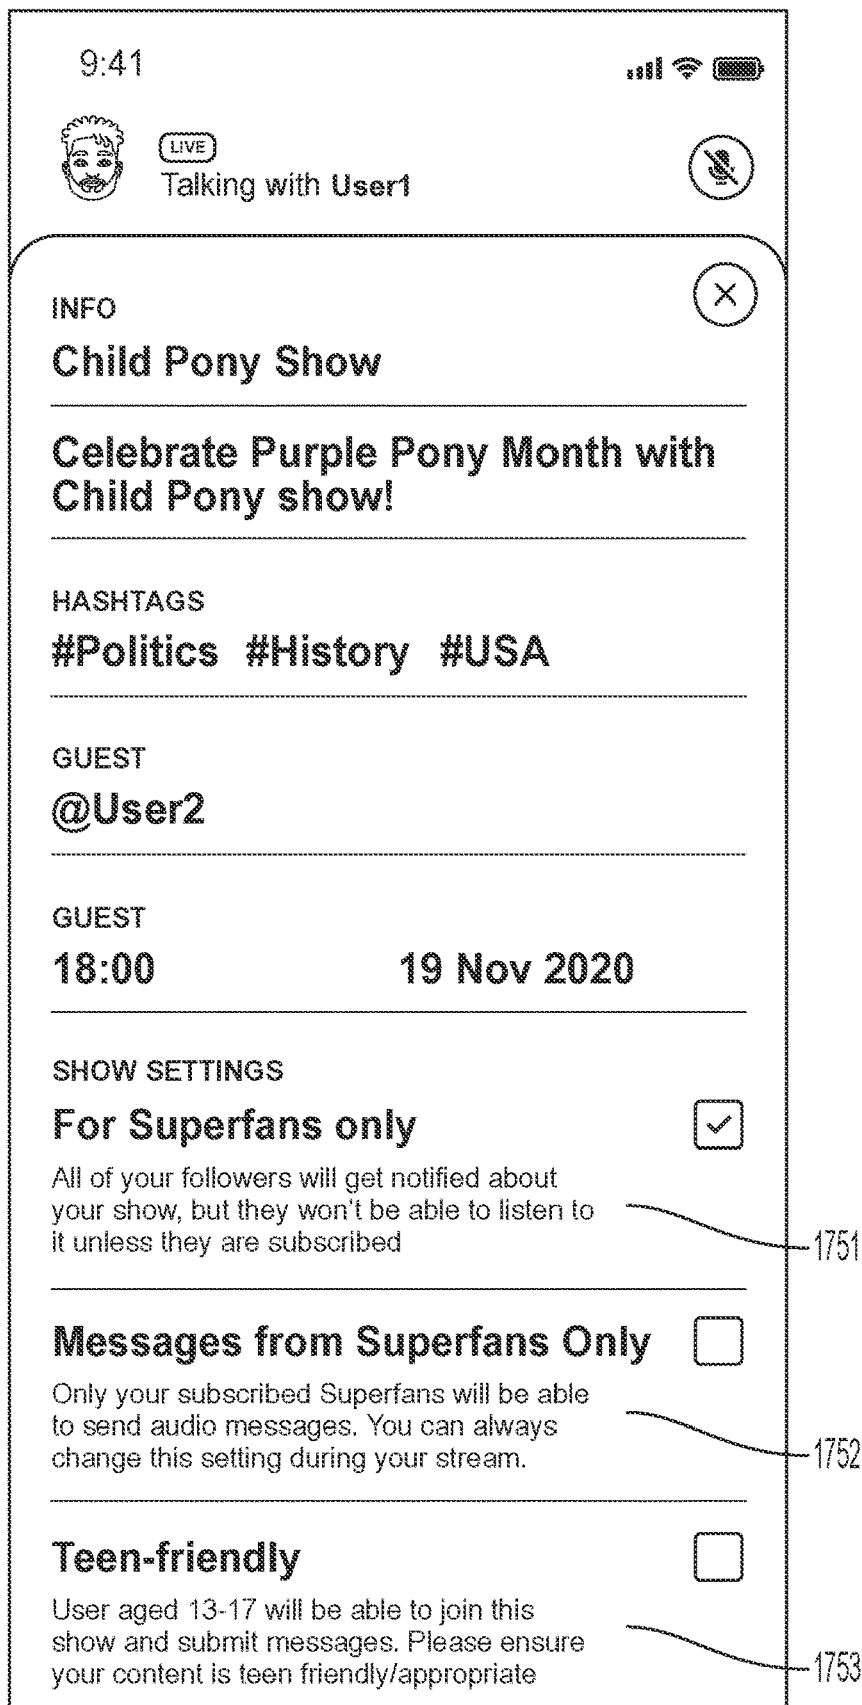 9:41
LIVE
Talking with User1
INFO
Child Pony Show
Celebrate Purple Pony Month with
Child Pony show!
HASHTAGS
#Politics #History #USA
GUEST
@User2
GUEST
18:00 19 Nov 2020
SHOW SETTINGS
For Superfans only
All of your followers will get notified about
your show, but they won't be able to listen to
it unless they are subscribed
1751
Messages from Superfans Only
Only your subscribed Superfans will be able
to send audio messages. You can always
change this setting during your stream.
1752
Teen-friendly
User aged 13-17 will be able to join this
show and submit messages. Please ensure
your content is teen friendly/appropriate
1753